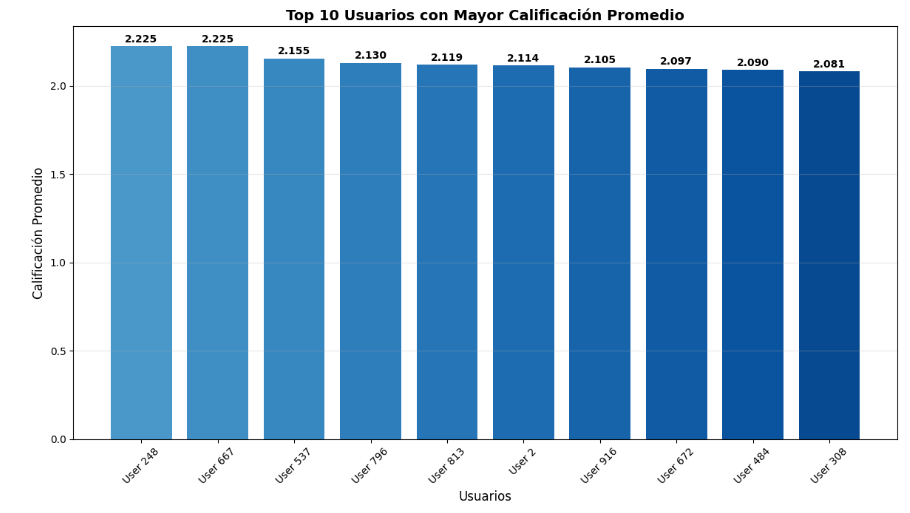 Top 10 Usuarios con Mayor Calificación Promedio
2.225
2.225
2.155
2.130
2.119
2.114
2.105
2.097
2.090
2.081
Calificación Promedio
2.0
1.5
1.0
0.5
0.0
User 248
User 667
User 537
User 796
User 813
User 2
User 916
User 672
User 484
User 308
Usuarios